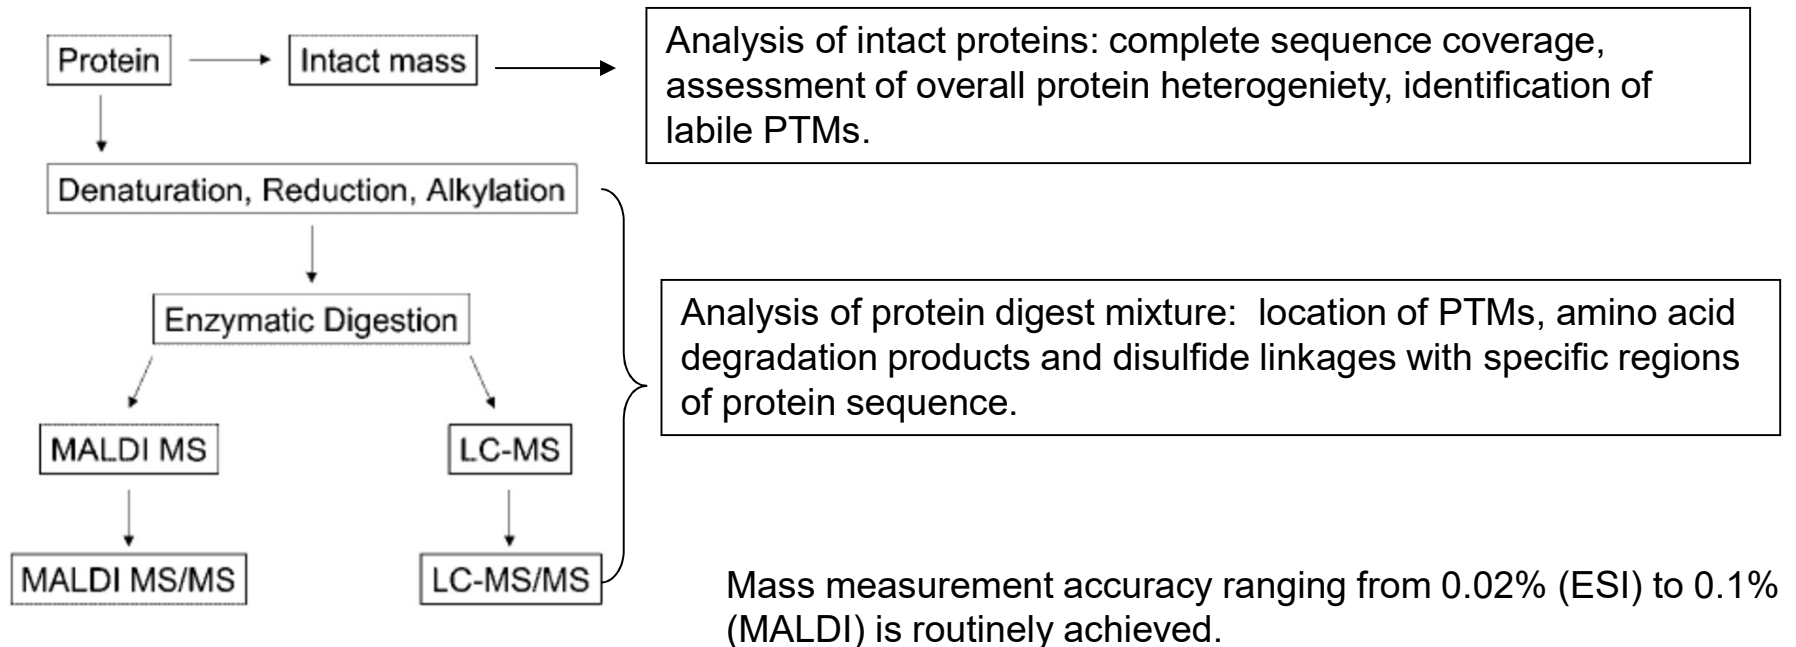 Protein
Intact mass
Analysis of intact proteins: complete sequence coverage,
assessment of overall protein heterogeniety, identification of
labile PTMs.
Denaturation, Reduction, Alkylation
Enzymatic Digestion
Analysis of protein digest mixture:  location of PTMs, amino acid
degradation products and disulfide linkages with specific regions
of protein sequence.
MALDI MS
LC-MS
MALDI MS/MS
LC-MS/MS
Mass measurement accuracy ranging from 0.02% (ESI) to 0.1%
(MALDI) is routinely achieved.